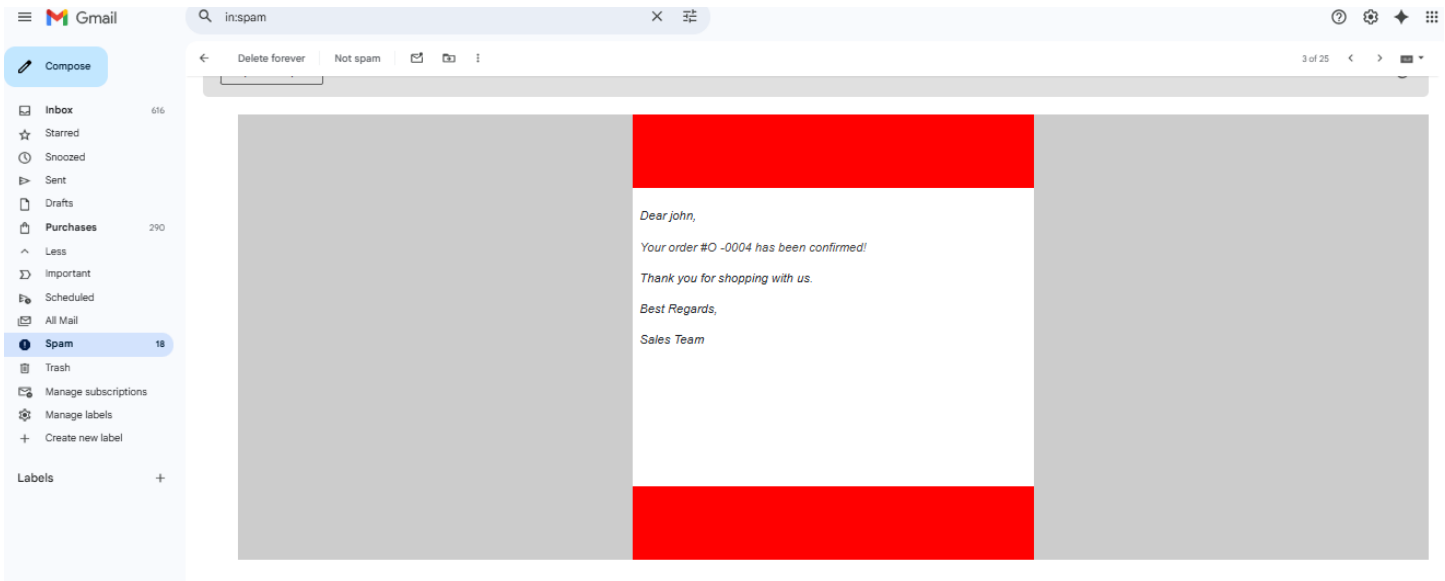 Gmail
in:spam
Compose
Delete forever
Not spam
3 of 25
Inbox 616
Starred
Snoozed
Sent
Drafts
Purchases 290
Less
Important
Scheduled
All Mail
Spam 18
Trash
Manage subscriptions
Manage labels
Create new label
Labels
Dear john,
Your order #O -0004 has been confirmed!
Thank you for shopping with us.
Best Regards,
Sales Team